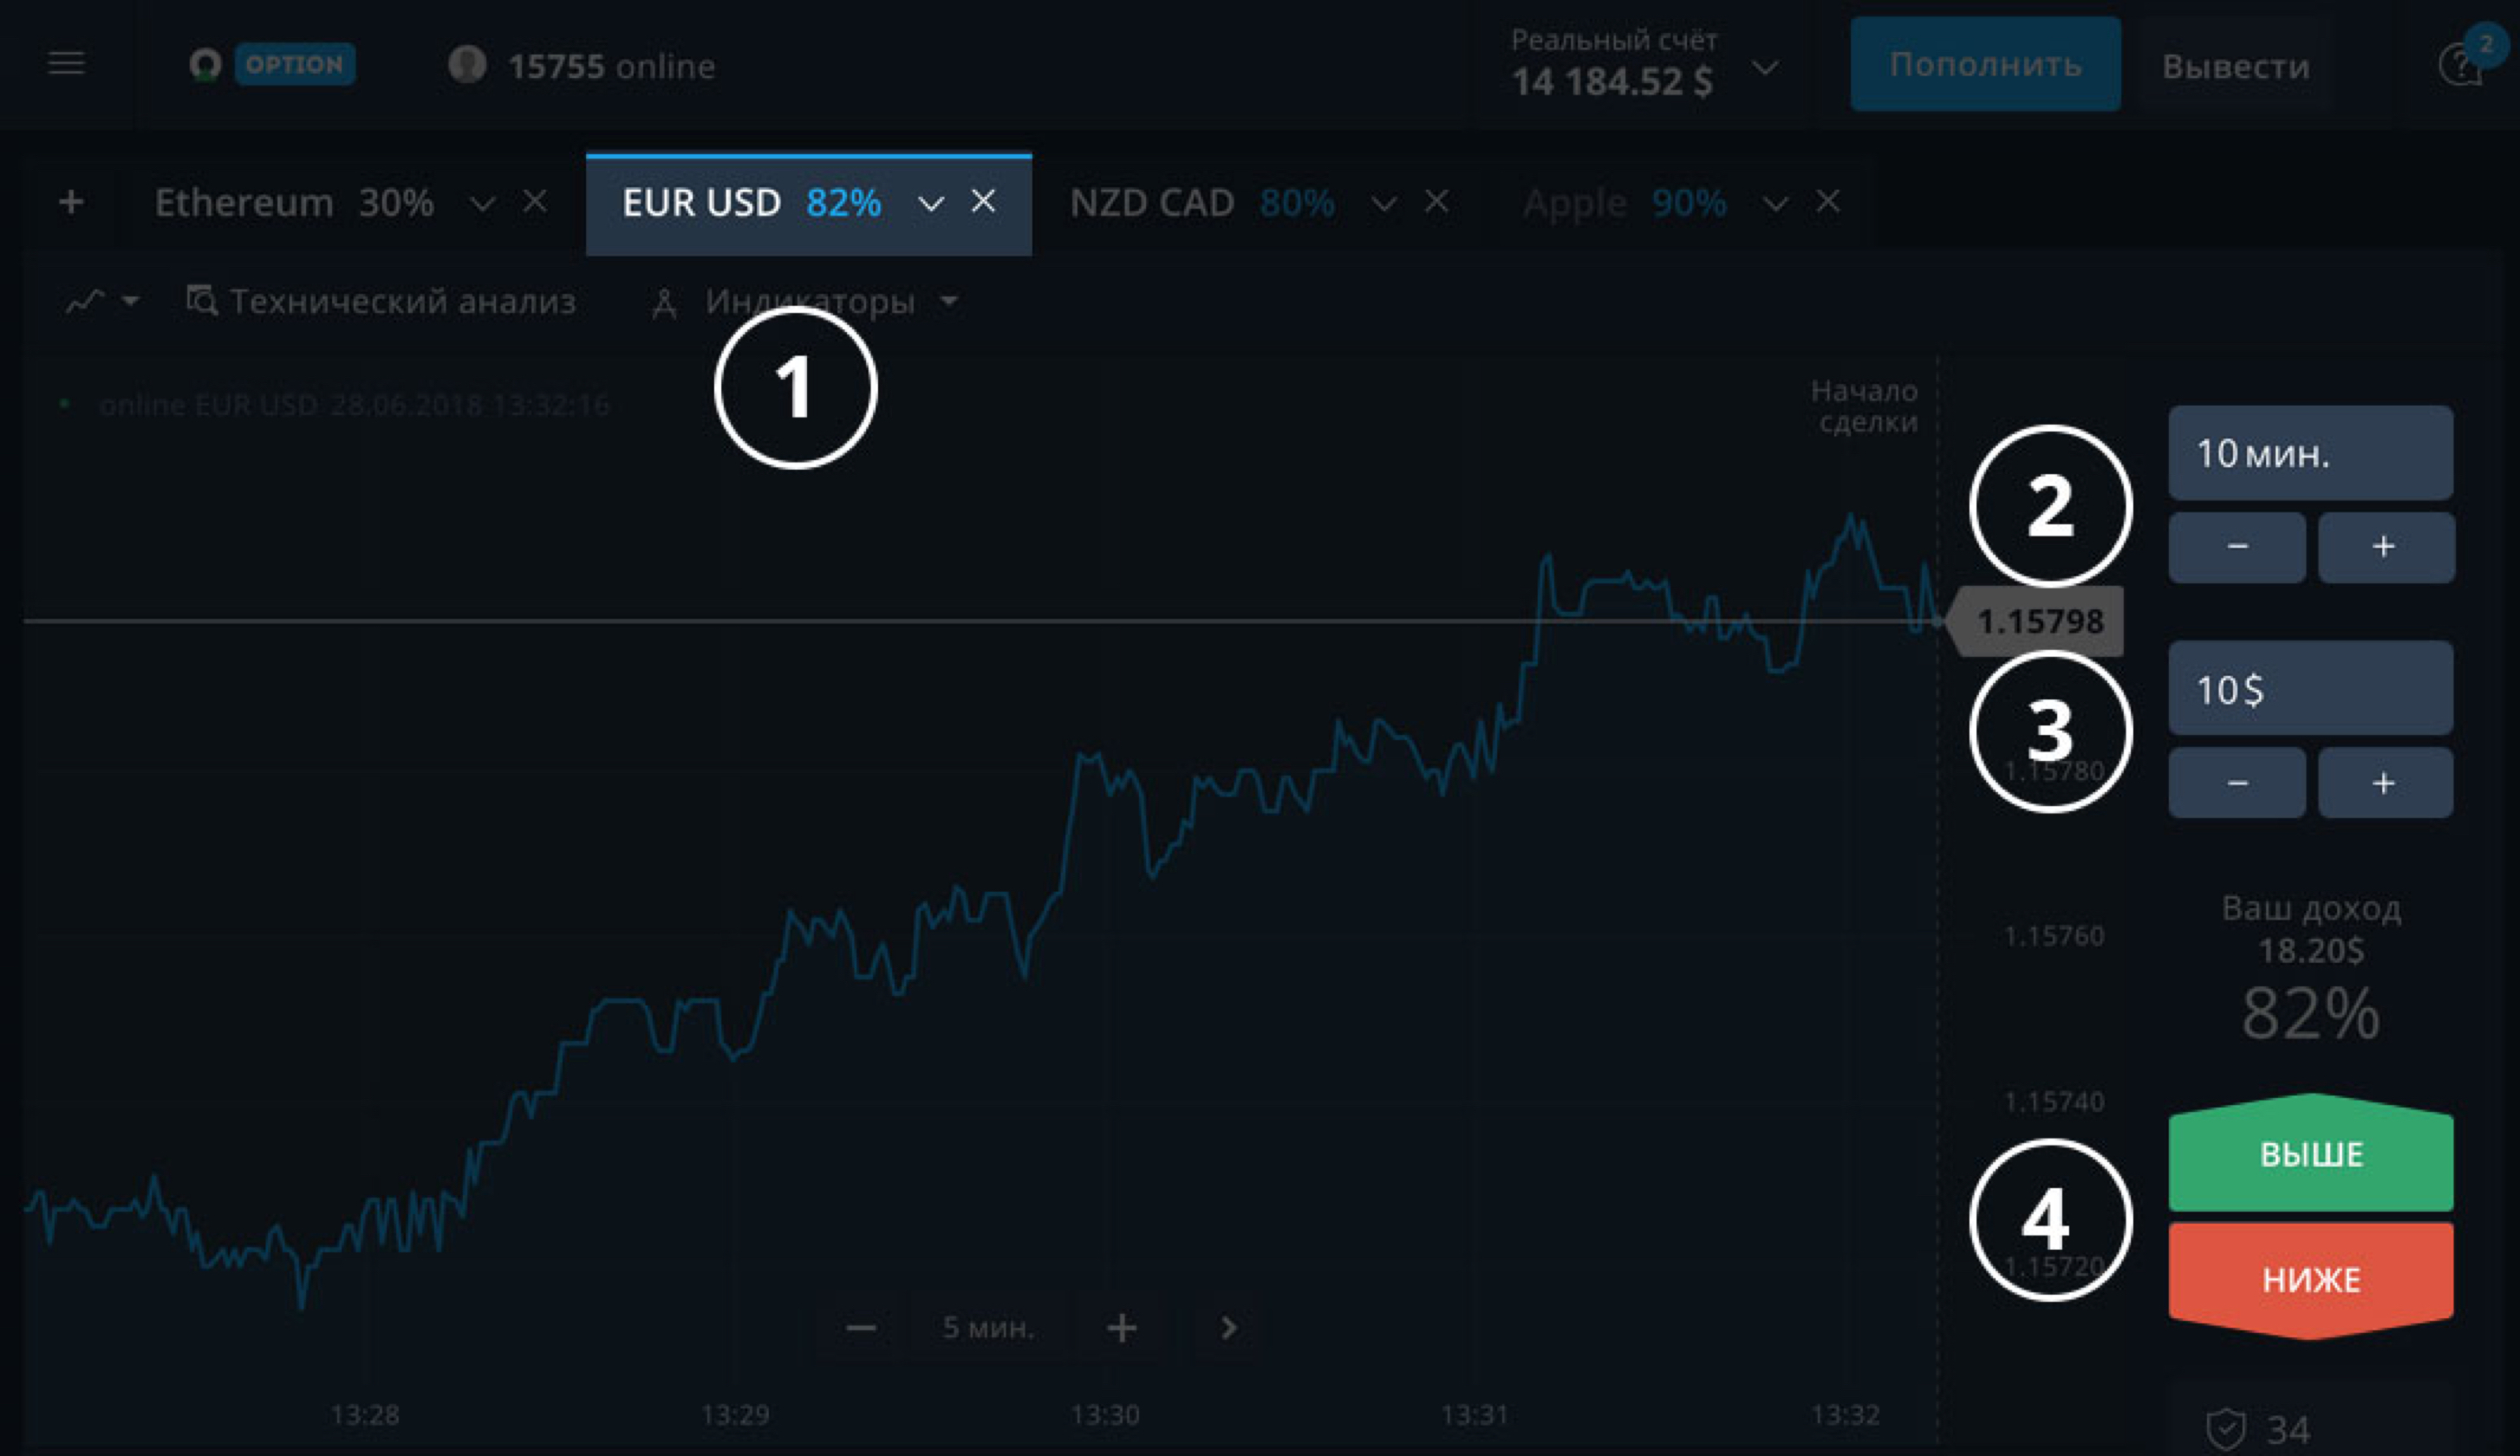 OPTION
15755 online
Реальный счёт
14 184.52 $
Пополнить
Вывести
2
?
+
Ethereum 30%
EUR USD 82%
NZD CAD 80%
Apple 90%
Технический анализ
Индикаторы
1
online EUR USD 28.06.2018 13:32:16
Начало
сделки
2
10 мин.
− +
1.15798
3
10 $
− +
1.15780
1.15760
1.15740
1.15720
Ваш доход
18.20$
82%
4
ВЫШЕ
НИЖЕ
− 5 мин. + >
13:28 13:29 13:30 13:31 13:32
34